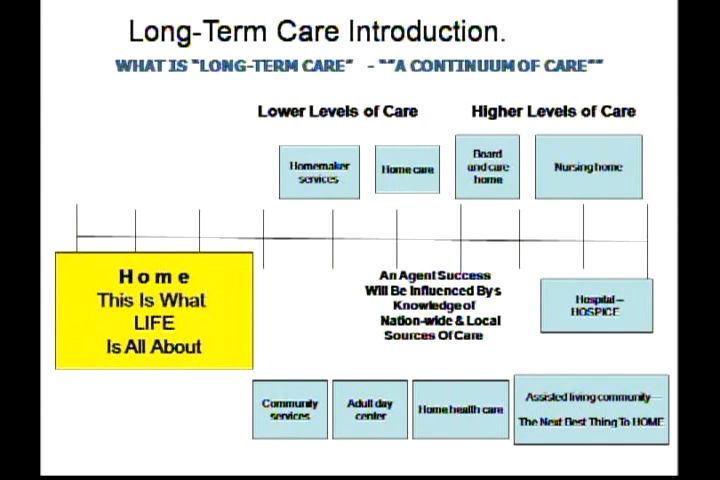 Long-Term Care Introduction.
WHAT IS "LONG-TERM CARE" - ""A CONTINUUM OF CARE""
Lower Levels of Care
Higher Levels of Care
Homemaker
services
Home care
Board
and care
home
Nursing home
Home
This Is What
LIFE
Is All About
An Agent Success
Will Be Influenced By s
Knowledge of
Nation-wide & Local
Sources Of Care
Hospital –
HOSPICE
Community
services
Adult day
center
Home health care
Assisted living community—
The Next Best Thing To HOME